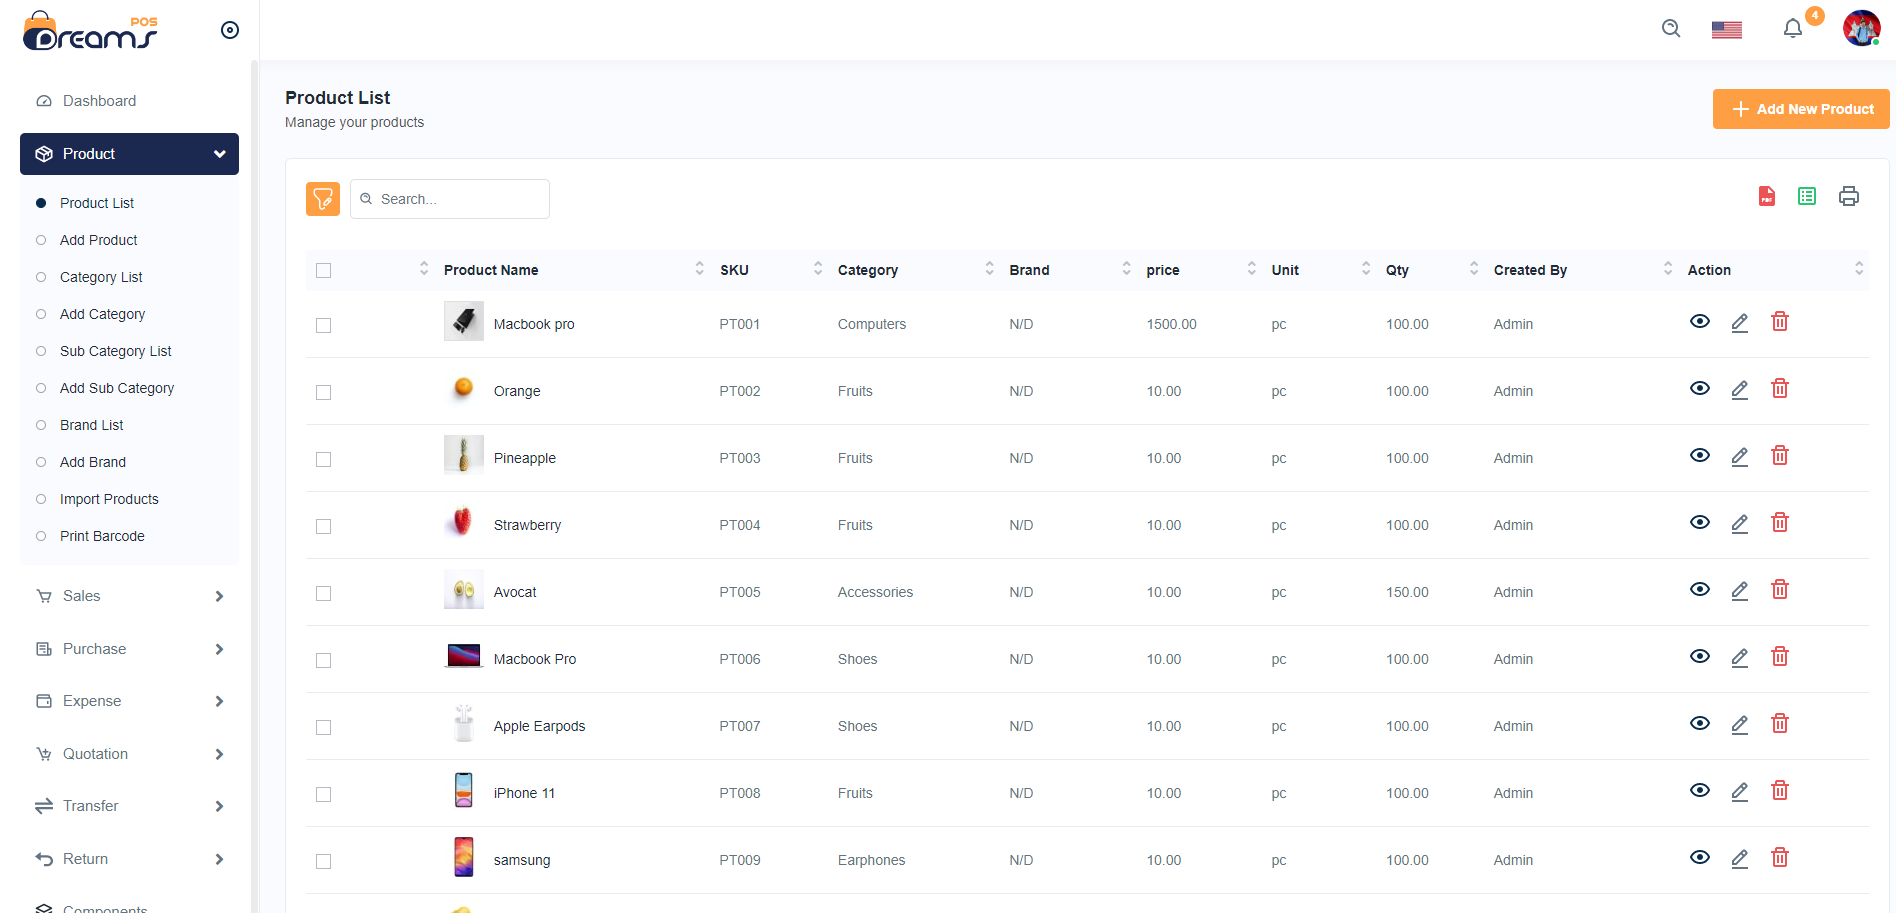 POS
Dreams
4
Dashboard
Product
Product List
Add Product
Category List
Add Category
Sub Category List
Add Sub Category
Brand List
Add Brand
Import Products
Print Barcode
Sales
Purchase
Expense
Quotation
Transfer
Return
Components
Product List
Manage your products
Add New Product
Search...
PDF
Product Name SKU Category Brand price Unit Qty Created By Action
Macbook pro PT001 Computers N/D 1500.00 pc 100.00 Admin
Orange PT002 Fruits N/D 10.00 pc 100.00 Admin
Pineapple PT003 Fruits N/D 10.00 pc 100.00 Admin
Strawberry PT004 Fruits N/D 10.00 pc 100.00 Admin
Avocat PT005 Accessories N/D 10.00 pc 150.00 Admin
Macbook Pro PT006 Shoes N/D 10.00 pc 100.00 Admin
Apple Earpods PT007 Shoes N/D 10.00 pc 100.00 Admin
iPhone 11 PT008 Fruits N/D 10.00 pc 100.00 Admin
samsung PT009 Earphones N/D 10.00 pc 100.00 Admin